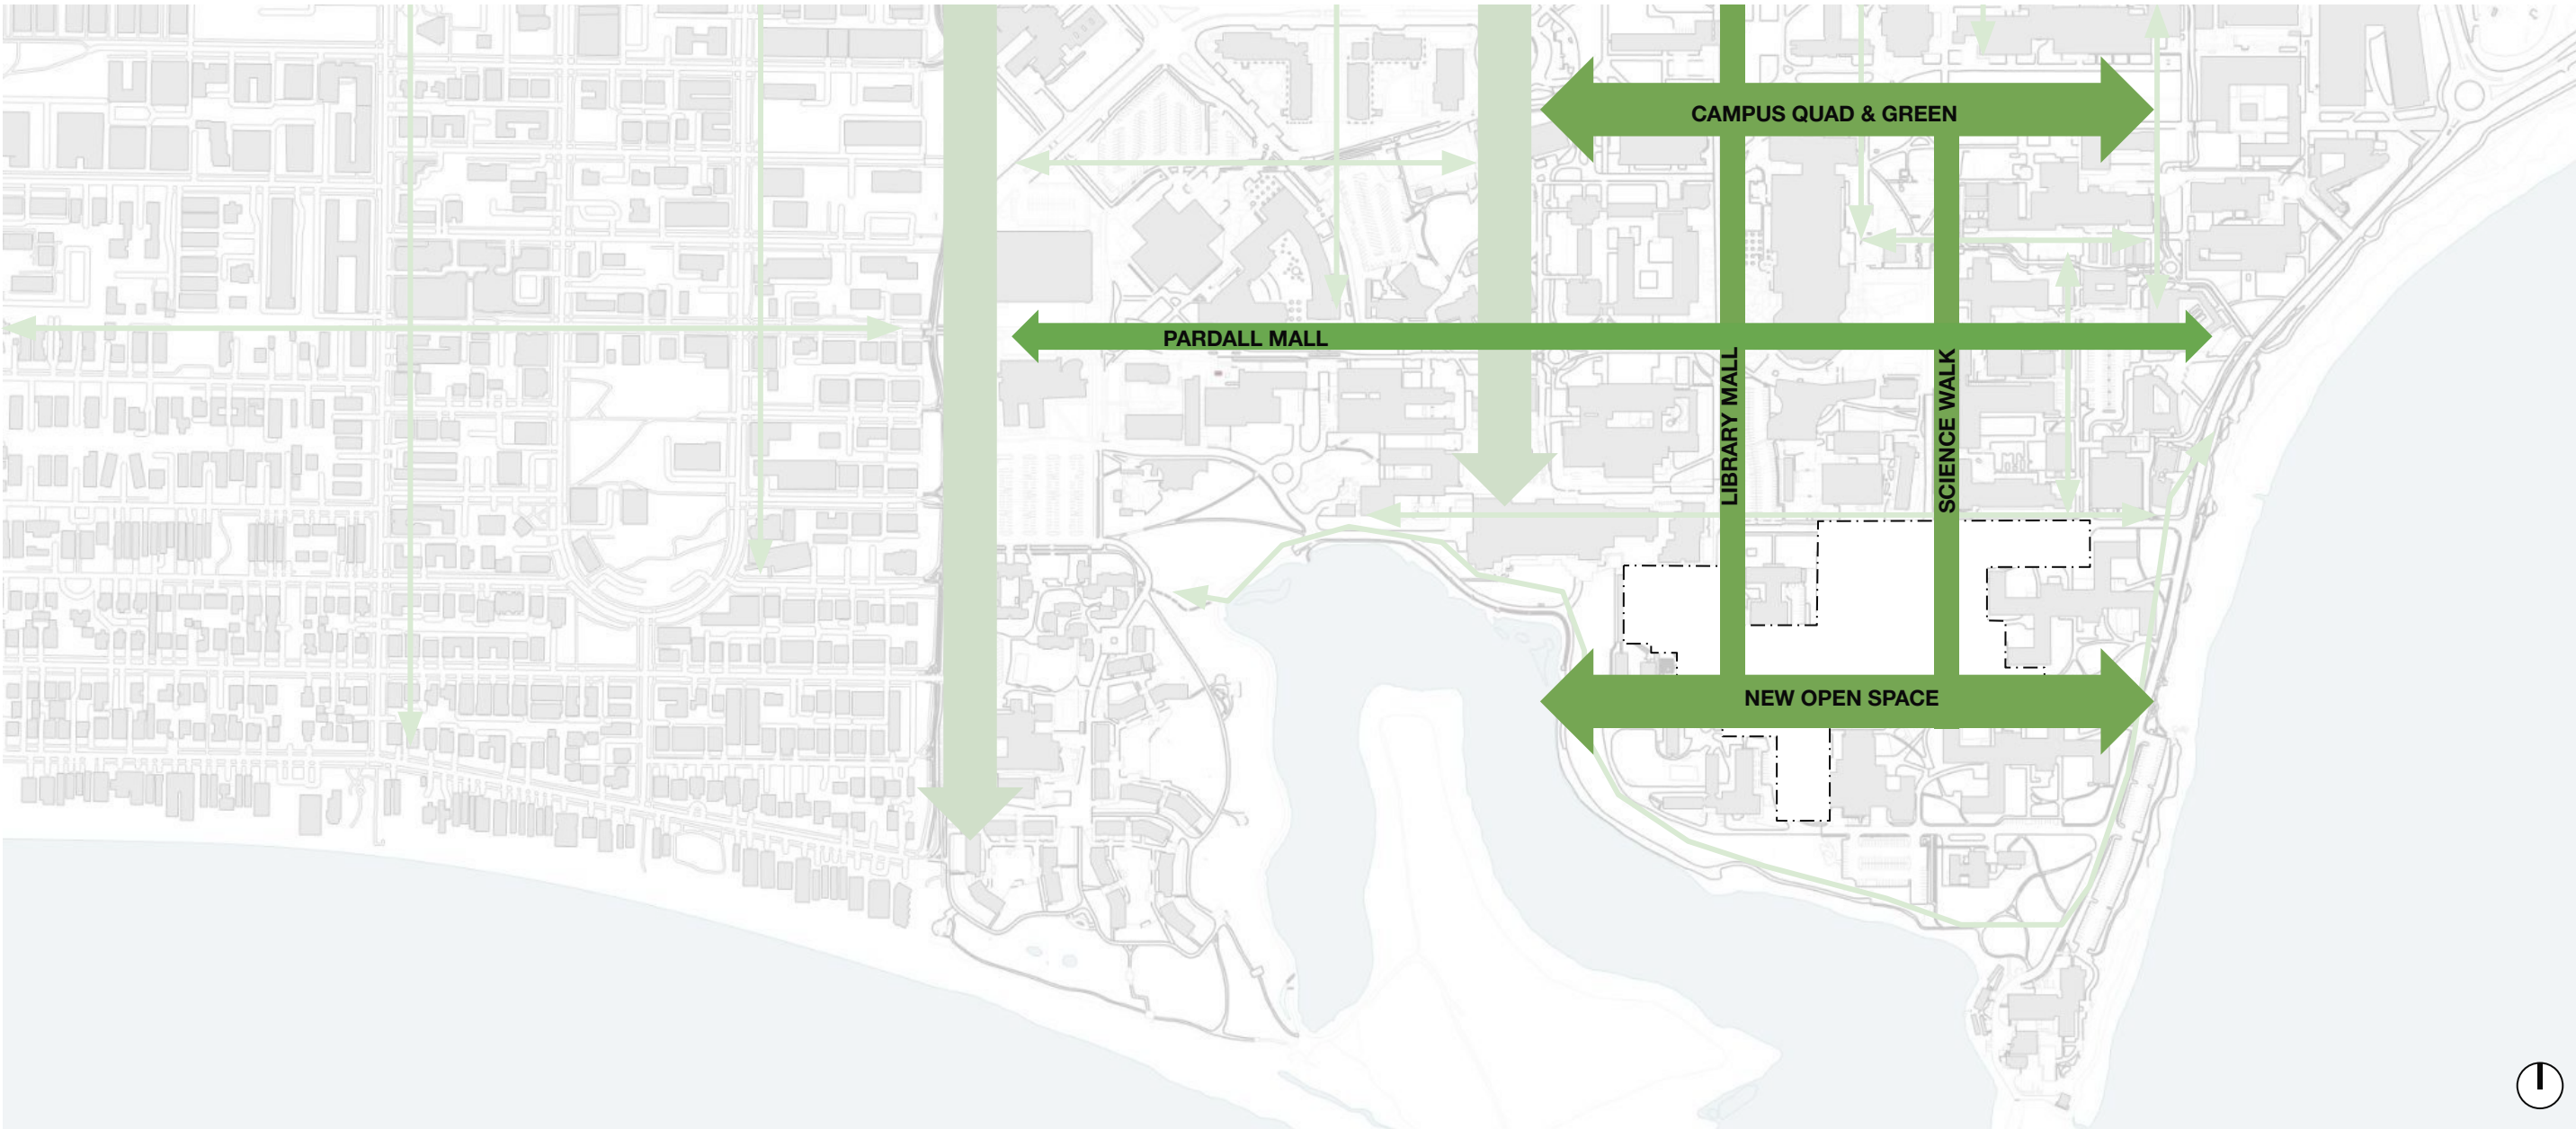 CAMPUS QUAD & GREEN
PARDALL MALL
LIBRARY MALL
SCIENCE WALK
NEW OPEN SPACE